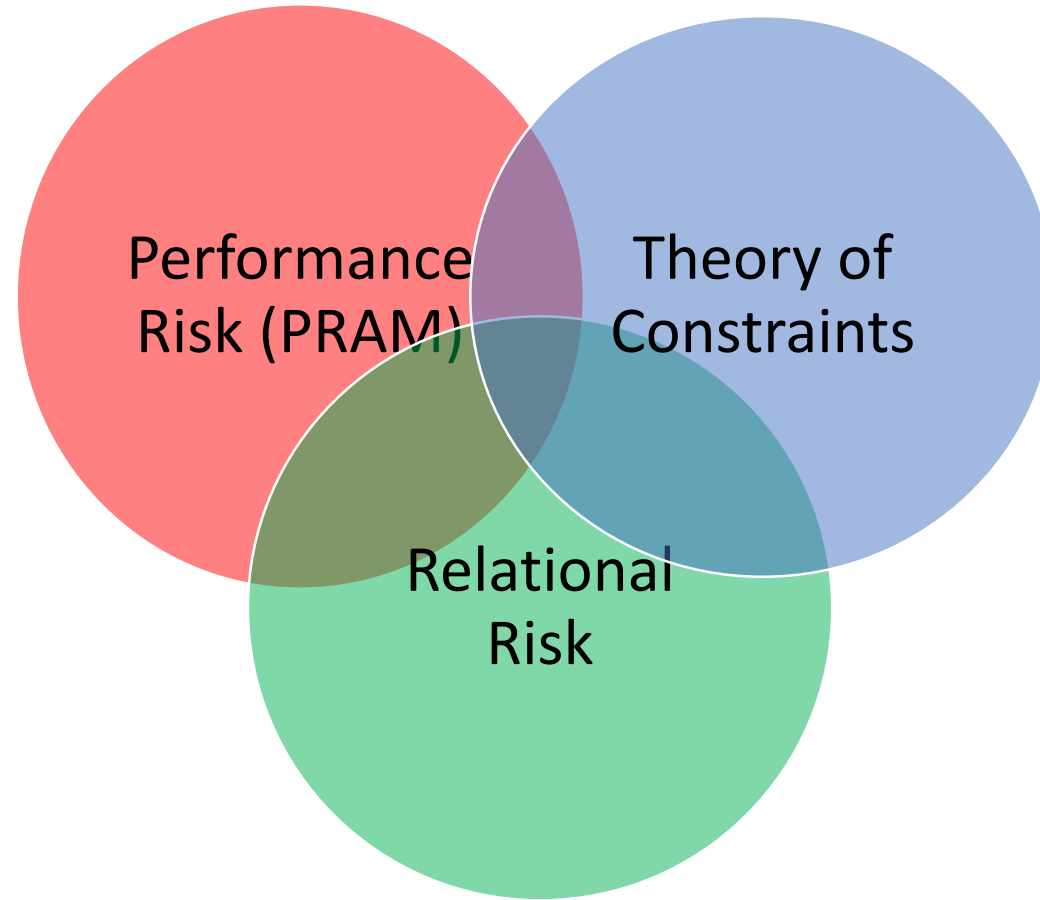 Performance
Risk (PRAM)
Theory of
Constraints
Relational
Risk